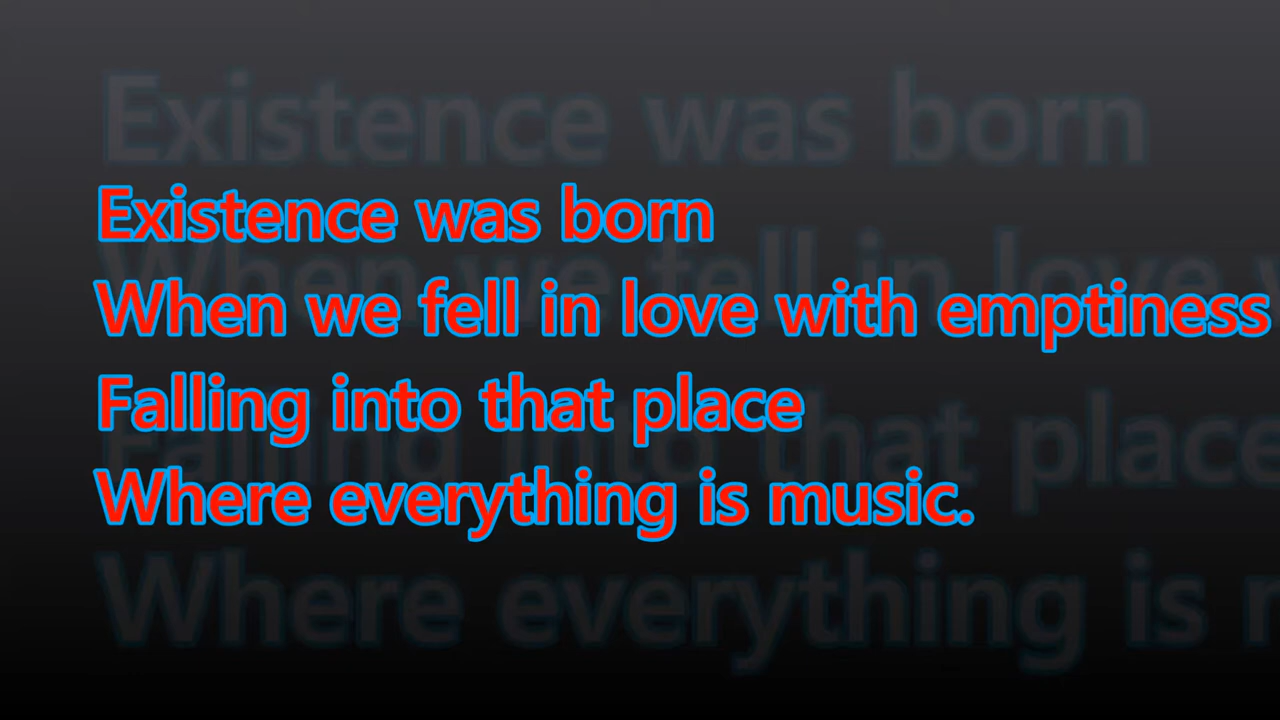 Existence was born
When we fell in love with emptiness
Falling into that place
Where everything is music.